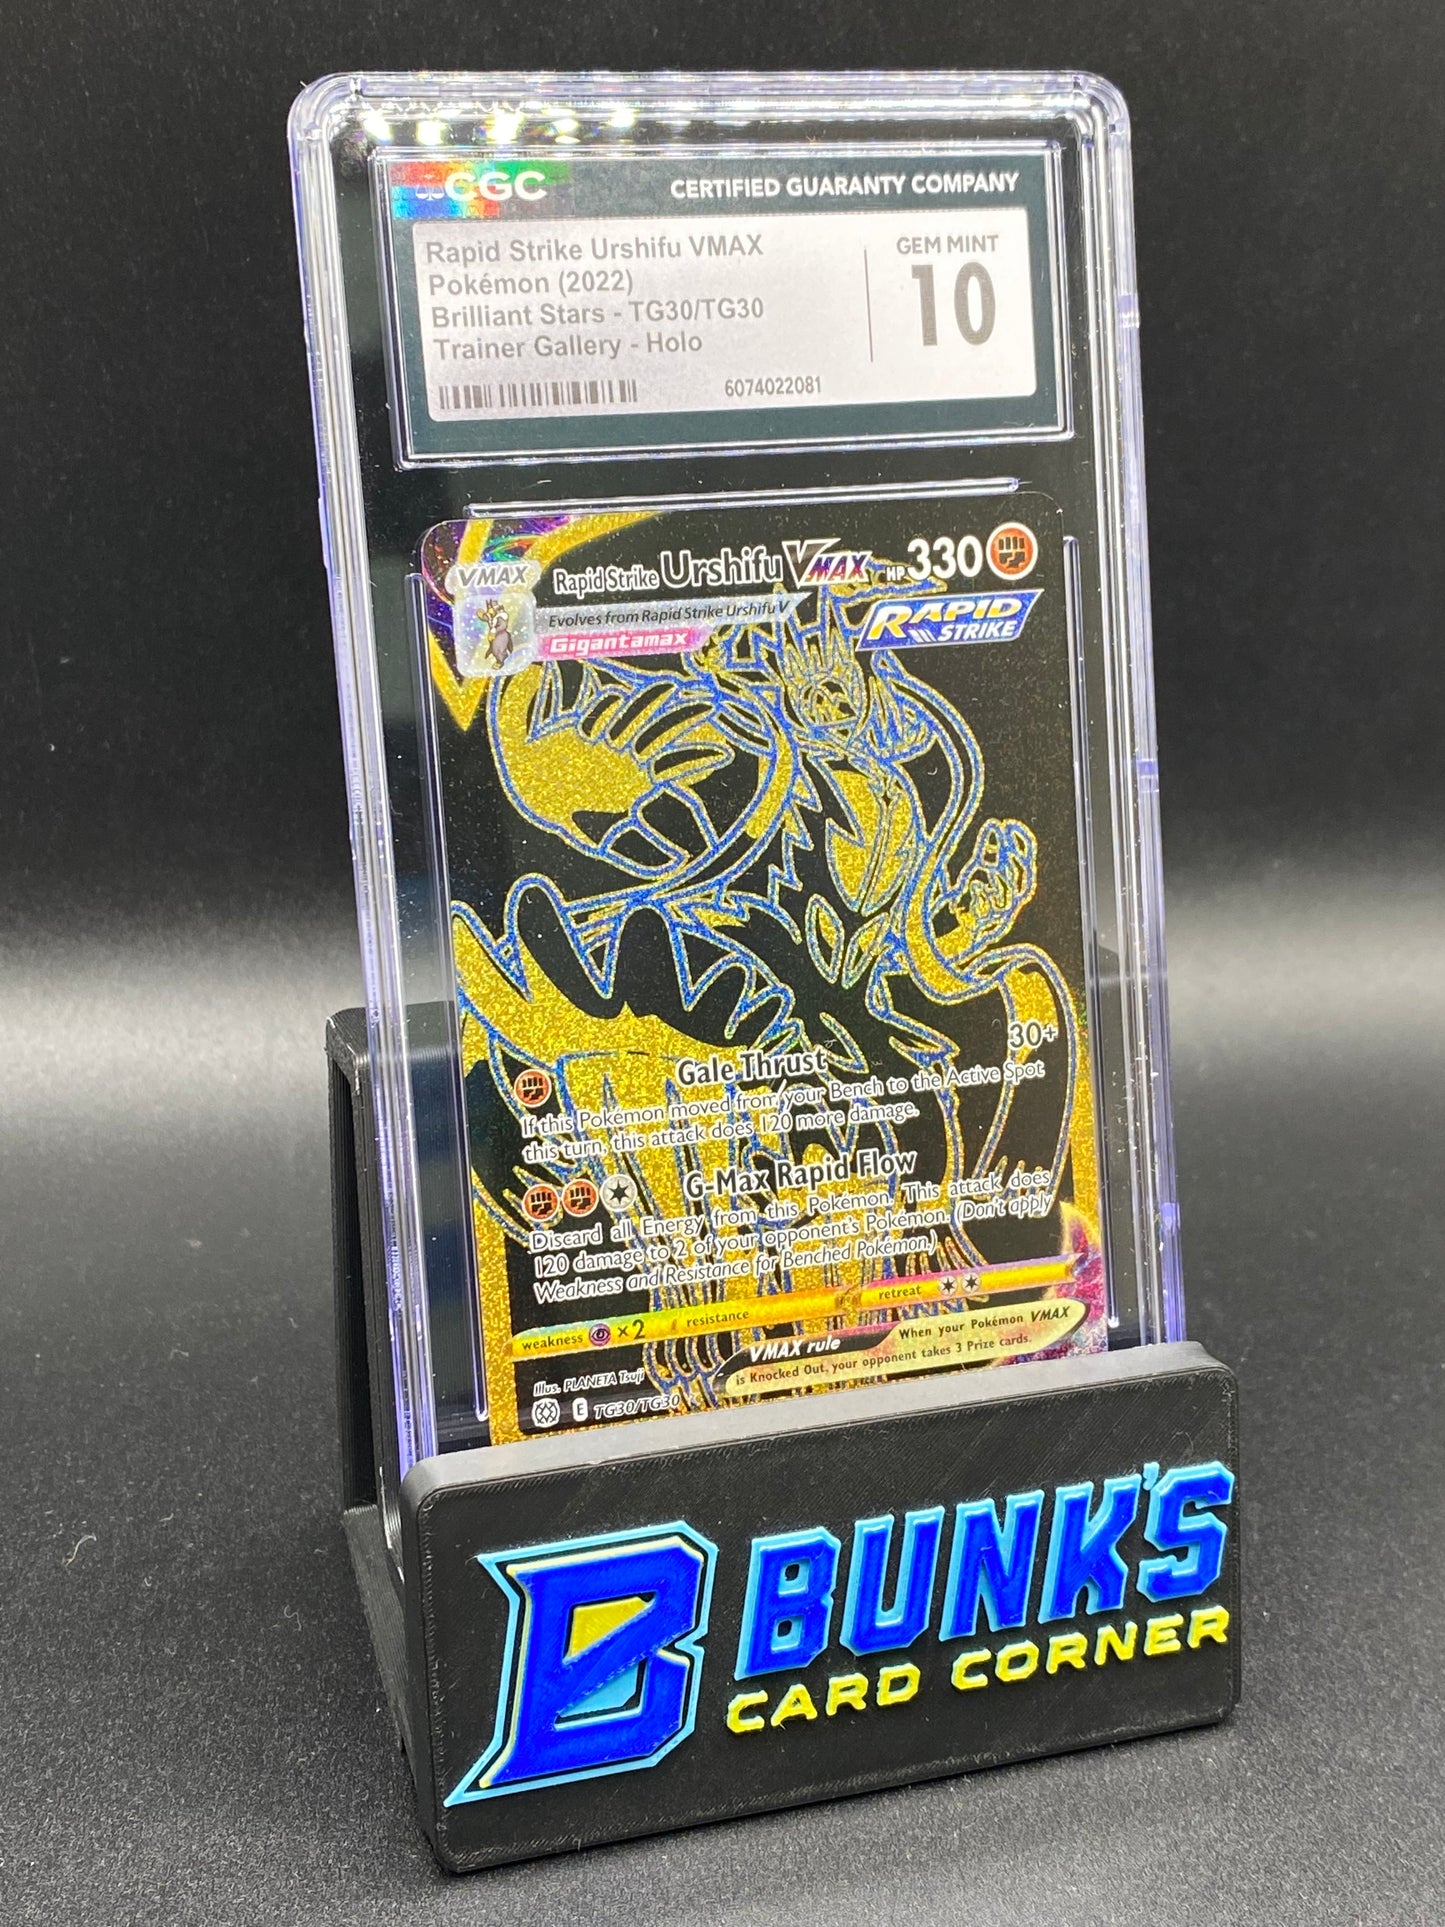 CGC
CERTIFIED GUARANTY COMPANY
Rapid Strike Urshifu VMAX
Pokémon (2022)
Brilliant Stars - TG30/TG30
Trainer Gallery - Holo
GEM MINT
10
6074022081
VMAX Rapid Strike Urshifu VMAX HP 330
Evolves from Rapid Strike Urshifu V
Gigantamax
RAPID
STRIKE
Gale Thrust 30+
If this Pokémon moved from your Bench to the Active Spot
this turn, this attack does 120 more damage.
G-Max Rapid Flow
Discard all Energy from this Pokémon. This attack does
120 damage to 2 of your opponent's Pokémon. (Don't apply
Weakness and Resistance for Benched Pokémon.)
weakness ×2 resistance retreat
VMAX rule When your Pokémon VMAX
is Knocked Out, your opponent takes 3 Prize cards.
Illus. PLANETA Tsuji
E TG30/TG30
B BUNK'S
CARD CORNER